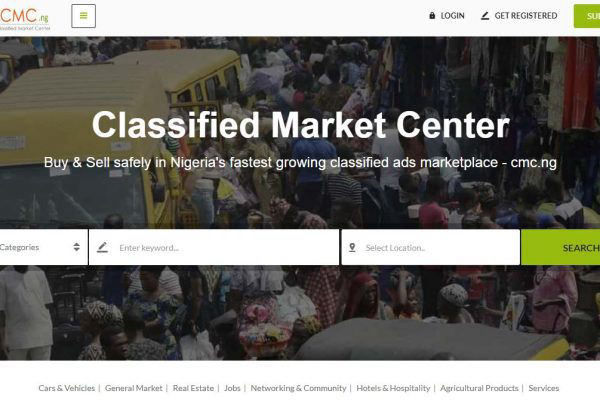 CMC.ng
Classified Market Center
LOGIN
GET REGISTERED
Classified Market Center
Buy & Sell safely in Nigeria's fastest growing classified ads marketplace - cmc.ng
Categories
Enter keyword...
Select Location..
SEARCH
Cars & Vehicles | General Market | Real Estate | Jobs | Networking & Community | Hotels & Hospitality | Agricultural Products | Services